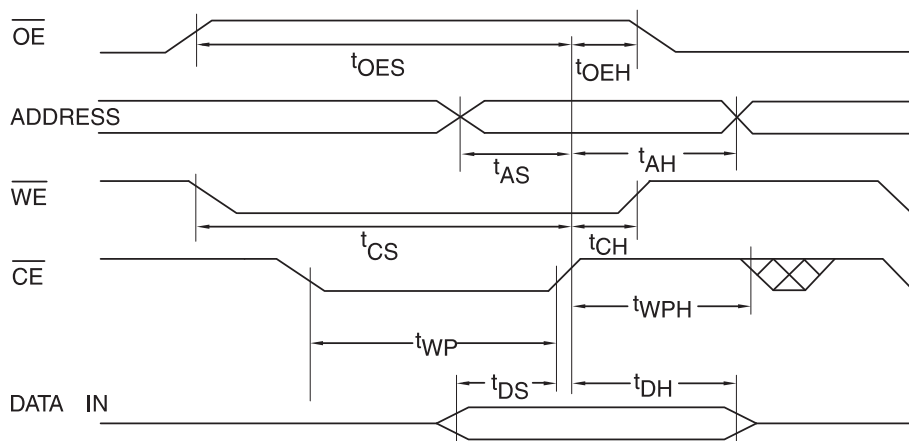 OE
tOES
tOEH
ADDRESS
tAS
tAH
WE
tCS
tCH
CE
tWPH
tWP
tDS
tDH
DATA IN